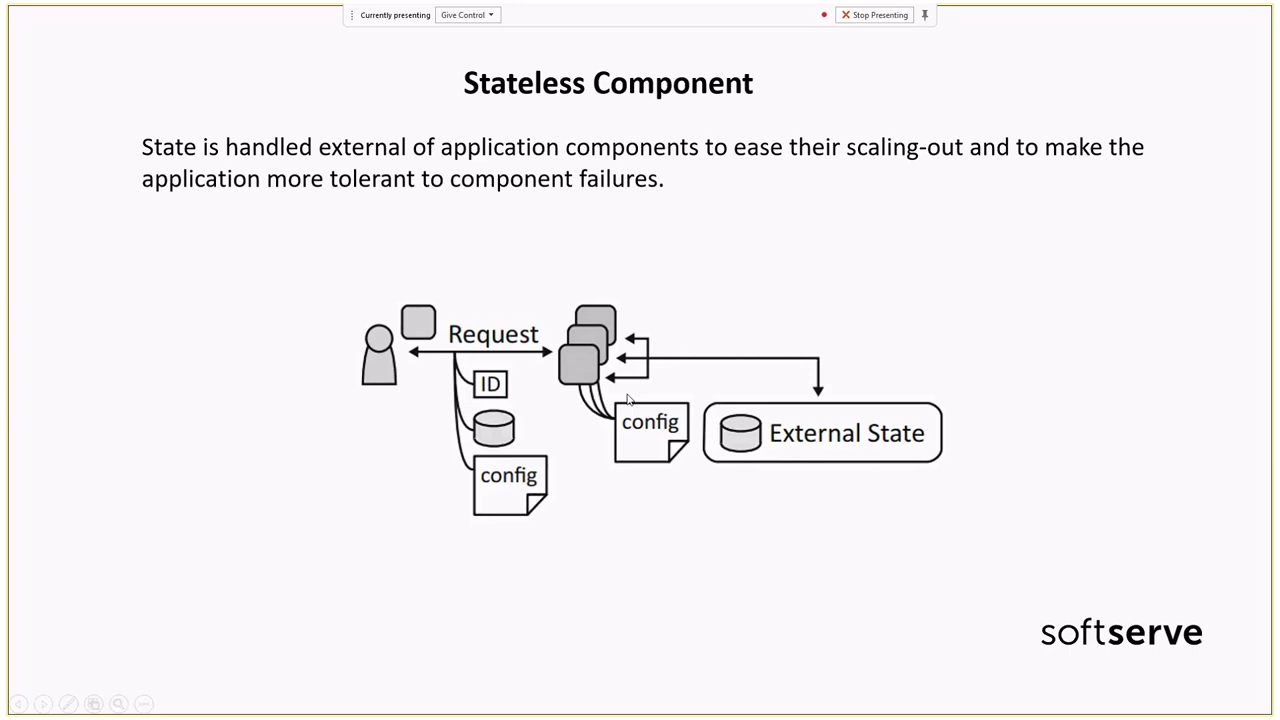 Currently presenting
Give Control
Stop Presenting
Stateless Component
State is handled external of application components to ease their scaling-out and to make the
application more tolerant to component failures.
Request
ID
config
config
External State
softserve